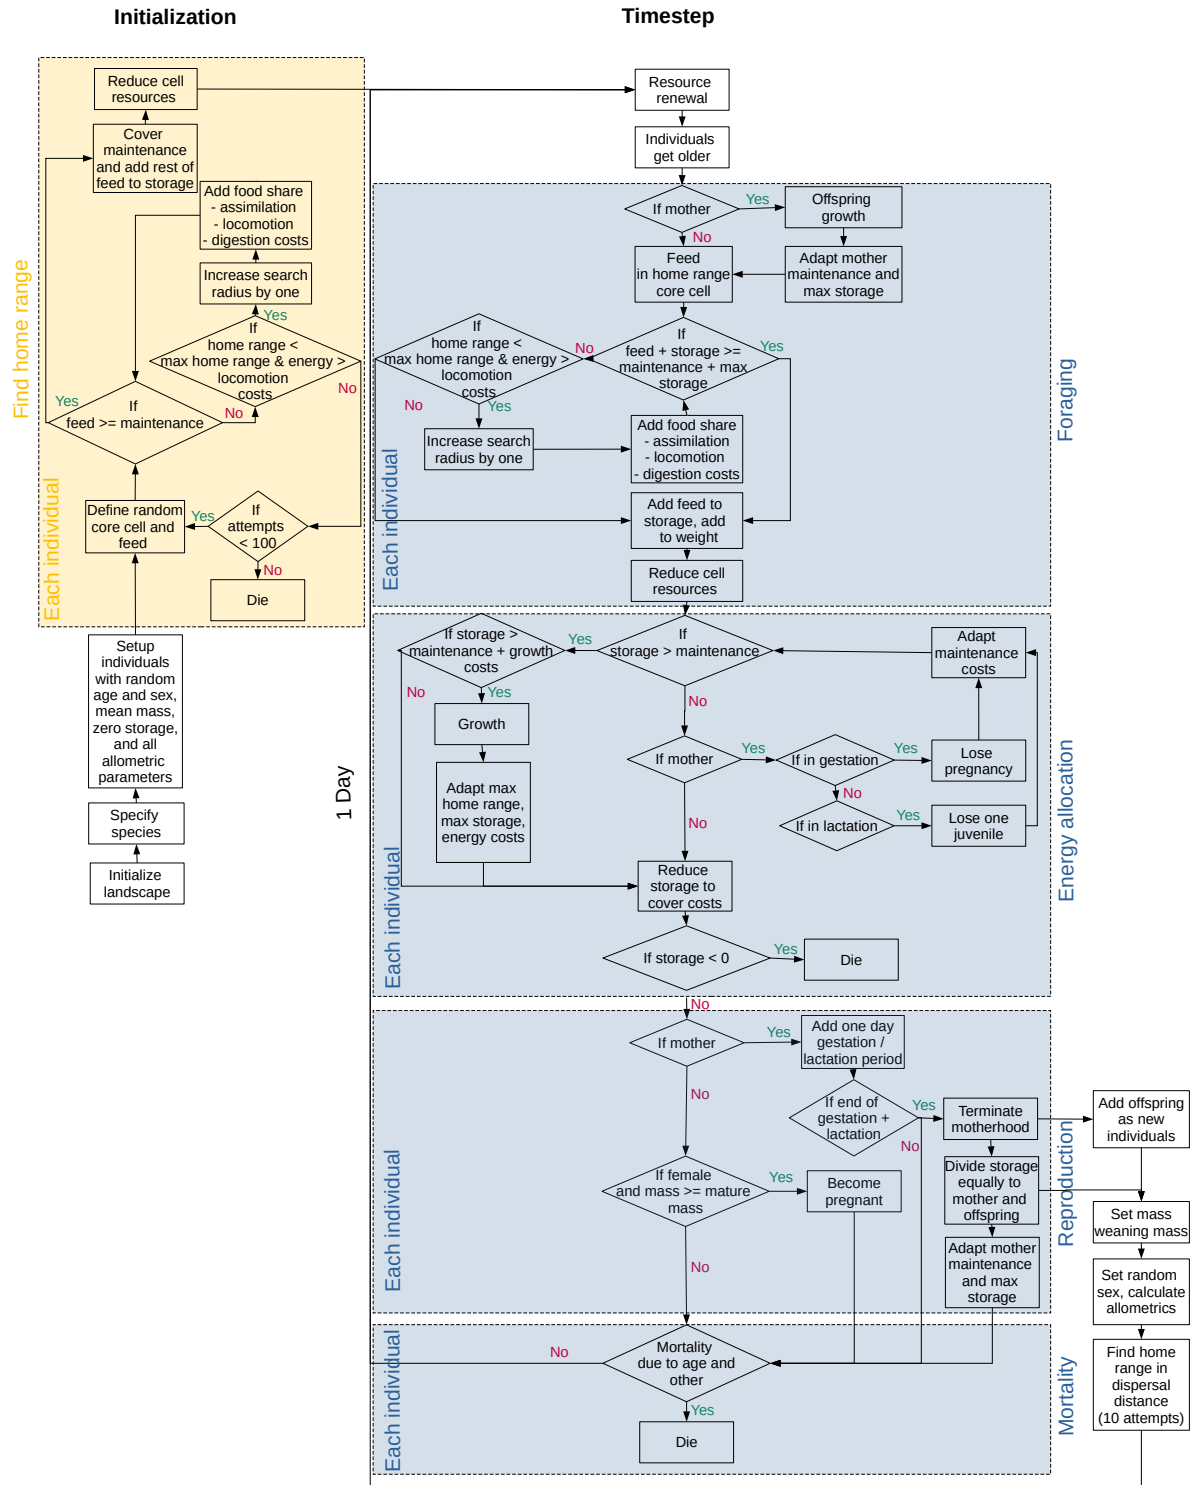 Initialization
Timestep
Find home range
Each individual
Reduce cell
resources
Cover
maintenance
and add rest of
feed to storage
Add food share
- assimilation
- locomotion
- digestion costs
Increase search
radius by one
Yes
If
home range <
max home range & energy >
locomotion
costs
No
Yes
If
feed >= maintenance
No
Define random
core cell and
feed
Yes
If
attempts
< 100
No
Die
Setup
individuals
with random
age and sex,
mean mass,
zero storage,
and all
allometric
parameters
Specify
species
Initialize
landscape
1 Day
Resource
renewal
Individuals
get older
Foraging
Each individual
If mother
Yes
Offspring
growth
No
Feed
in home range
core cell
Adapt mother
maintenance and
max storage
If
home range <
max home range & energy >
locomotion
costs
No
If
feed + storage >=
maintenance + max
storage
Yes
No
Yes
Increase search
radius by one
Add food share
- assimilation
- locomotion
- digestion costs
Add feed to
storage, add
to weight
Reduce cell
resources
Energy allocation
Each individual
If storage >
maintenance + growth
costs
Yes
If
storage > maintenance
Adapt
maintenance
costs
No
Yes
No
Growth
If mother
Yes
If in gestation
Yes
Lose
pregnancy
Adapt max
home range,
max storage,
energy costs
No
No
If in lactation
Yes
Lose one
juvenile
Reduce
storage to
cover costs
If storage < 0
Yes
Die
No
Reproduction
Each individual
If mother
Yes
Add one day
gestation /
lactation period
No
If end of
gestation +
lactation
Yes
No
Terminate
motherhood
Add offspring
as new
individuals
If female
and mass >= mature
mass
Yes
Become
pregnant
Divide storage
equally to
mother and
offspring
Set mass
weaning mass
No
Adapt mother
maintenance
and max
storage
Set random
sex, calculate
allometrics
Mortality
Each individual
No
Mortality
due to age and
other
Yes
Die
Find home
range in
dispersal
distance
(10 attempts)